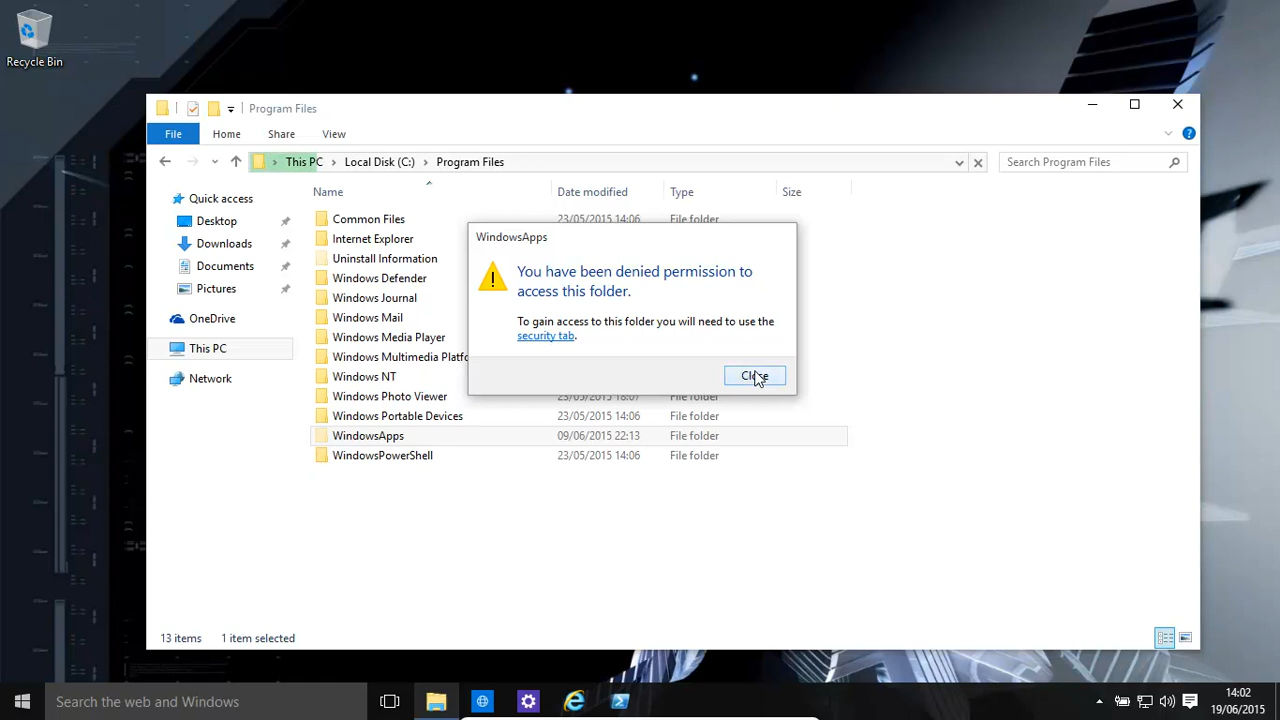 Recycle Bin
Program Files
File Home Share View
This PC Local Disk (C:) Program Files Search Program Files
Name Date modified Type Size
Quick access
Desktop
Downloads
Documents
Pictures
OneDrive
This PC
Network
Common Files 23/05/2015 14:06 File folder
Internet Explorer
Uninstall Information
Windows Defender
Windows Journal
Windows Mail
Windows Media Player
Windows Multimedia Platfo
Windows NT
Windows Photo Viewer 23/05/2015 18:07 File folder
Windows Portable Devices 23/05/2015 14:06 File folder
WindowsApps 09/06/2015 22:13 File folder
WindowsPowerShell 23/05/2015 14:06 File folder
WindowsApps
You have been denied permission to
access this folder.
To gain access to this folder you will need to use the
security tab.
Close
13 items 1 item selected
Search the web and Windows
14:02
19/06/2015